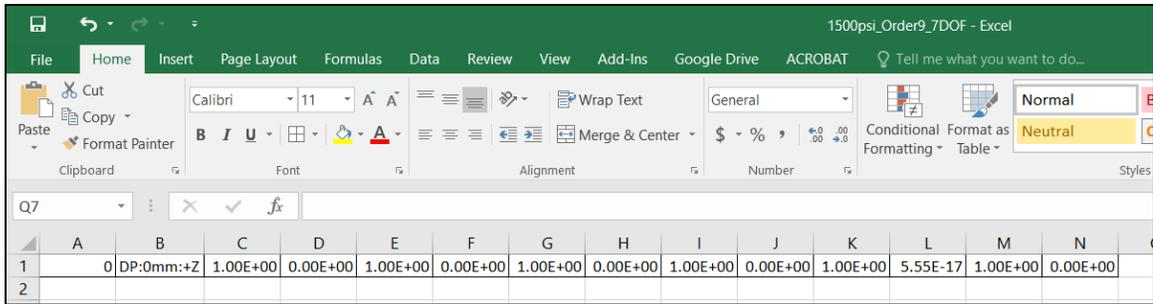 1500psi_Order9_7DOF - Excel
File Home Insert Page Layout Formulas Data Review View Add-Ins Google Drive ACROBAT Tell me what you want to do...
Paste
Cut
Copy
Format Painter
Clipboard
Calibri 11 A A
B I U A
Font
Wrap Text
Merge & Center
Alignment
General
$ % , .0 .00 .00 .0
Number
Conditional Formatting
Format as Table
Normal
Neutral
Styles
Q7 fx
A B C D E F G H I J K L M N
1 0 DP:0mm:+Z 1.00E+00 0.00E+00 1.00E+00 0.00E+00 1.00E+00 0.00E+00 1.00E+00 0.00E+00 1.00E+00 5.55E-17 1.00E+00 0.00E+00
2